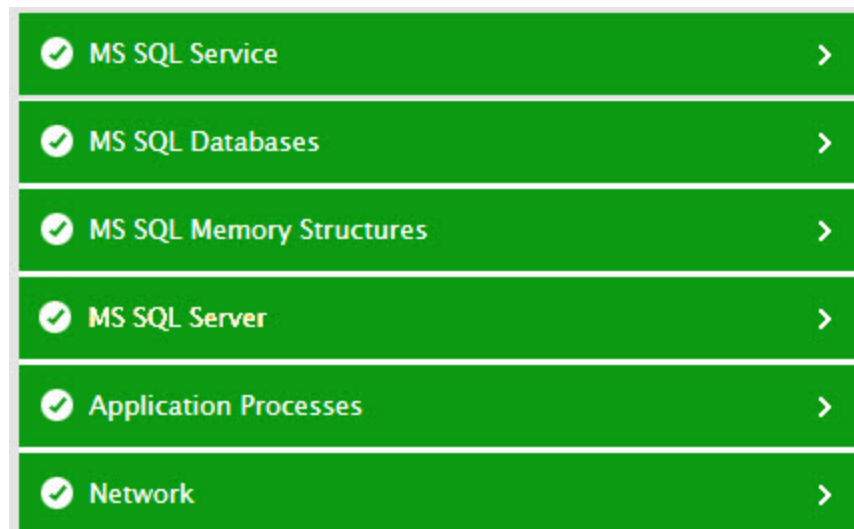 MS SQL Service
MS SQL Databases
MS SQL Memory Structures
MS SQL Server
Application Processes
Network